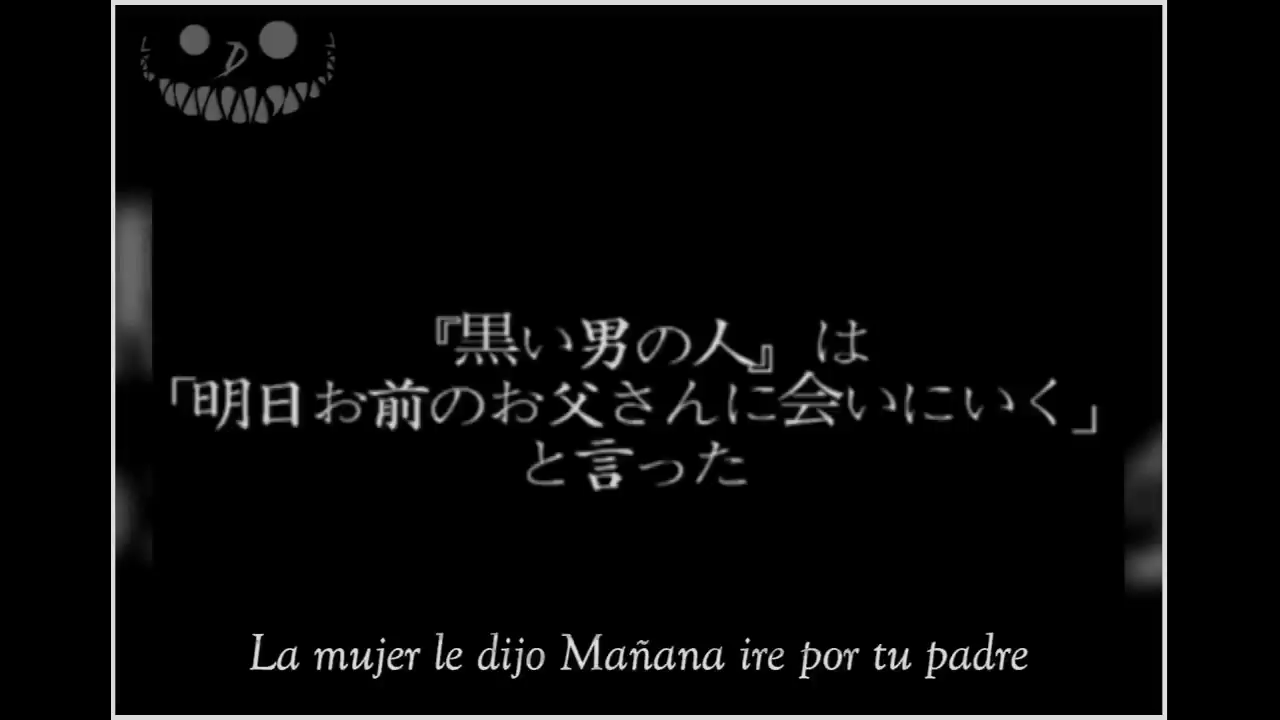 D
『黒い男の人』は
「明日お前のお父さんに会いにいく」
と言った
La mujer le dijo Mañana ire por tu padre